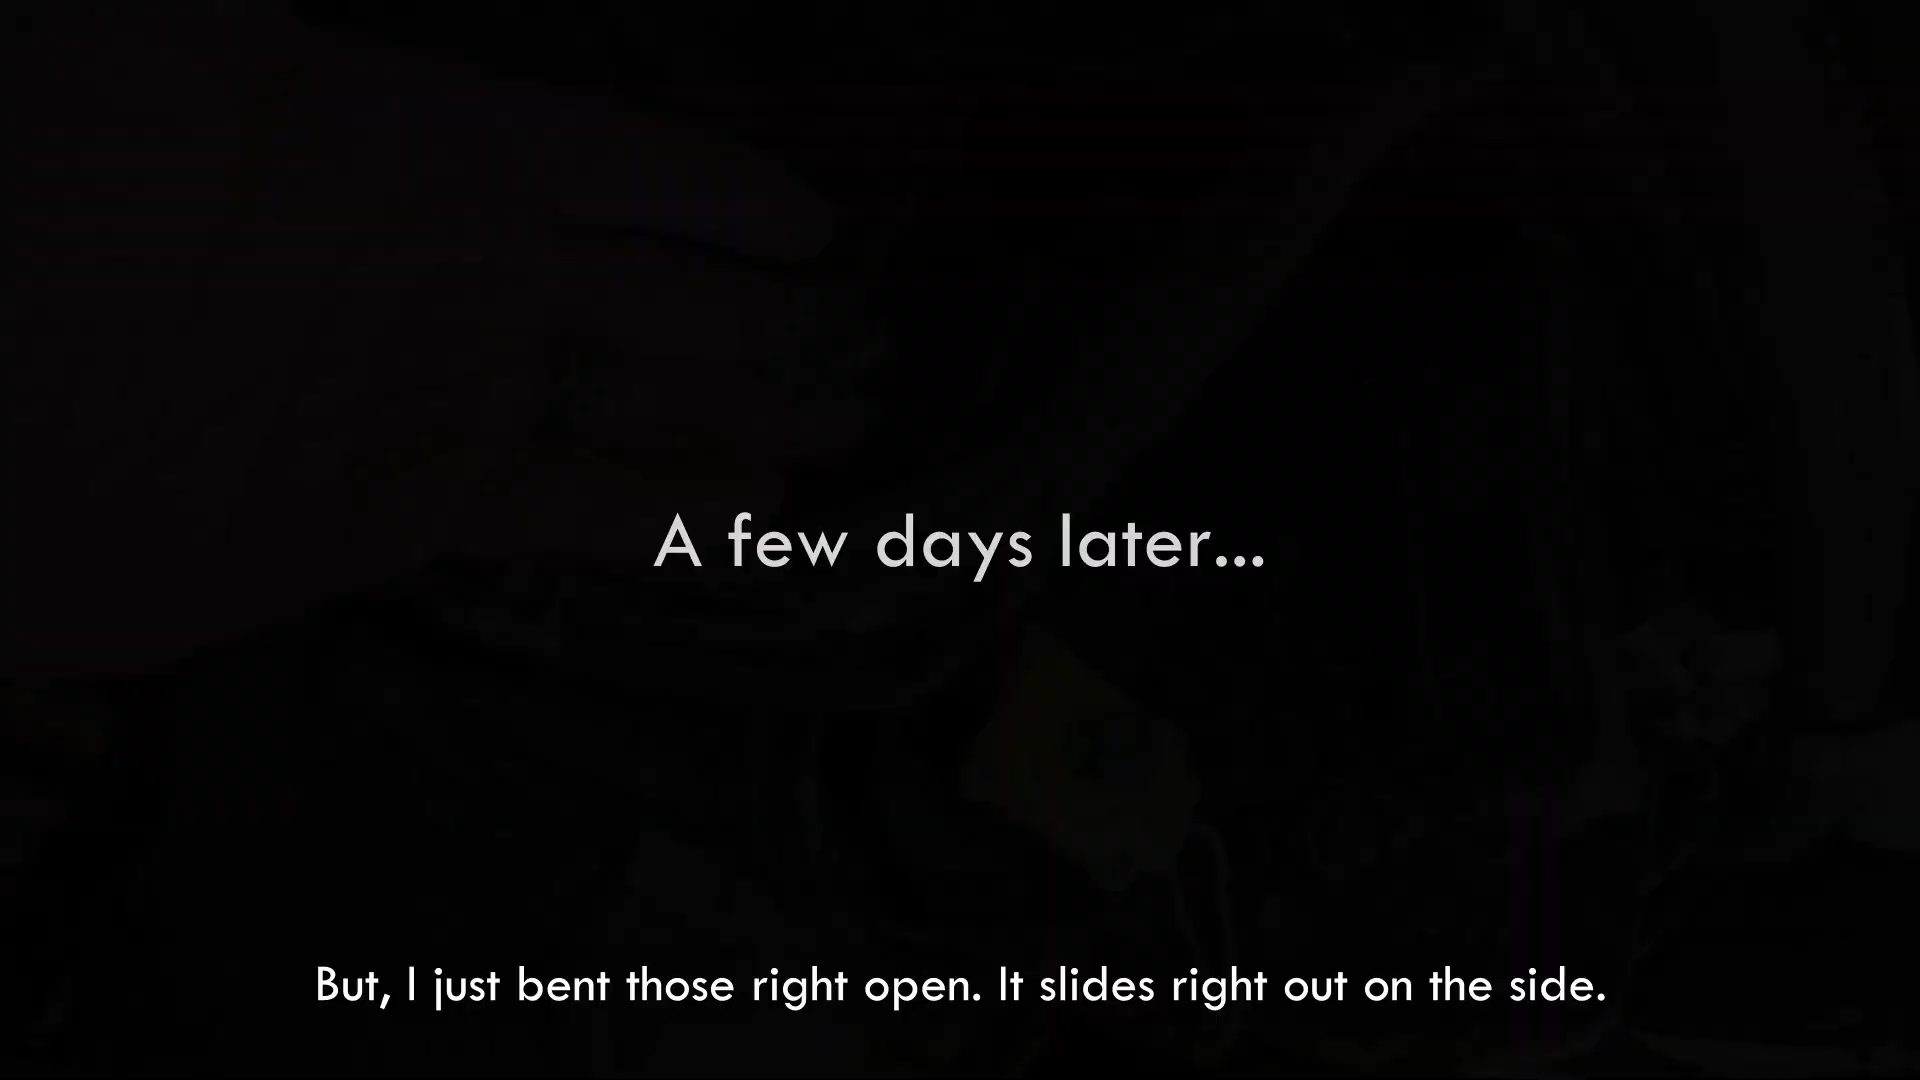 A few days later...
But, I just bent those right open. It slides right out on the side.